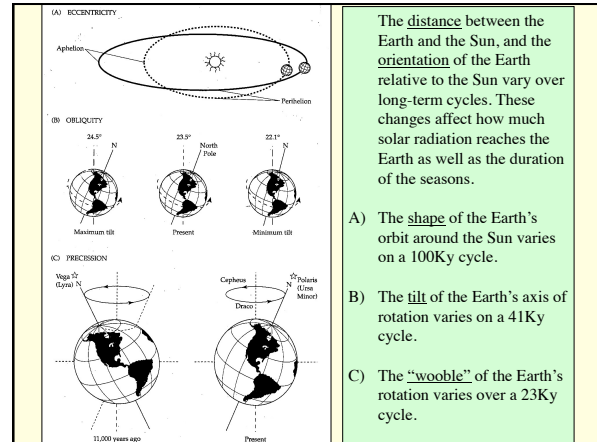 (A) ECCENTRICITY
Aphelion
Perihelion
(B) OBLIQUITY
24.5° 23.5° 22.1°
N North N
Pole
Maximum tilt Present Minimum tilt
(C) PRECESSION
Vega
(Lyra) N
Cepheus
Draco
N Polaris
(Ursa
Minor)
11,000 years ago Present
The distance between the
Earth and the Sun, and the
orientation of the Earth
relative to the Sun vary over
long-term cycles. These
changes affect how much
solar radiation reaches the
Earth as well as the duration
of the seasons.
A) The shape of the Earth's
orbit around the Sun varies
on a 100Ky cycle.
B) The tilt of the Earth's axis of
rotation varies on a 41Ky
cycle.
C) The "wooble" of the Earth's
rotation varies over a 23Ky
cycle.